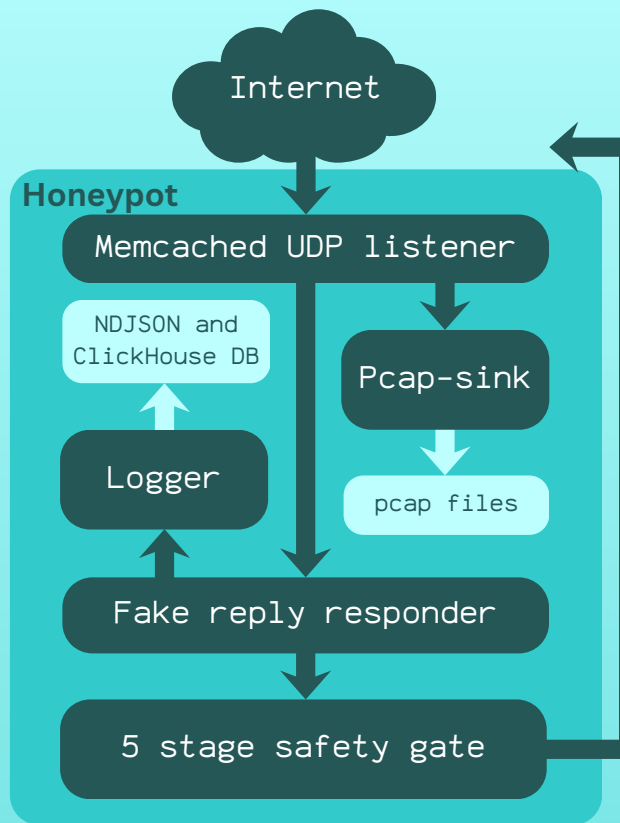 Internet
Honeypot
Memcached UDP listener
NDJSON and
ClickHouse DB
Pcap-sink
Logger
pcap files
Fake reply responder
5 stage safety gate